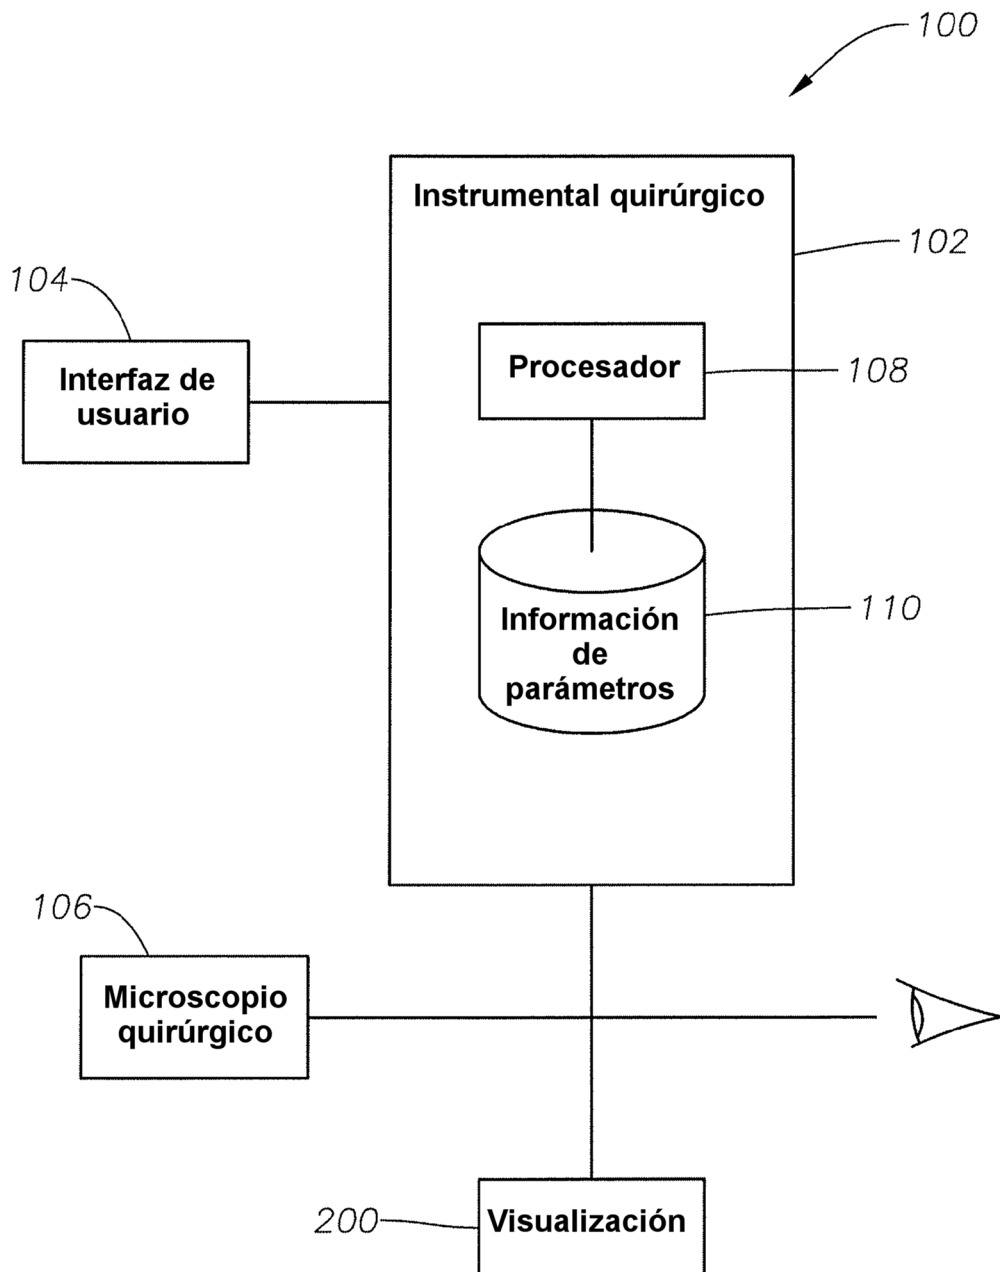 100
Instrumental quirúrgico
102
104
Interfaz de
usuario
Procesador
108
Información
de
parámetros
110
106
Microscopio
quirúrgico
200
Visualización